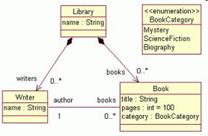 Library
name : String
<<enumeration>>
BookCategory
Mystery
ScienceFiction
Biography
writers
0..*
books
0..*
Writer
name : String
author
1
books
0..*
Book
title : String
pages : int = 100
category : BookCategory